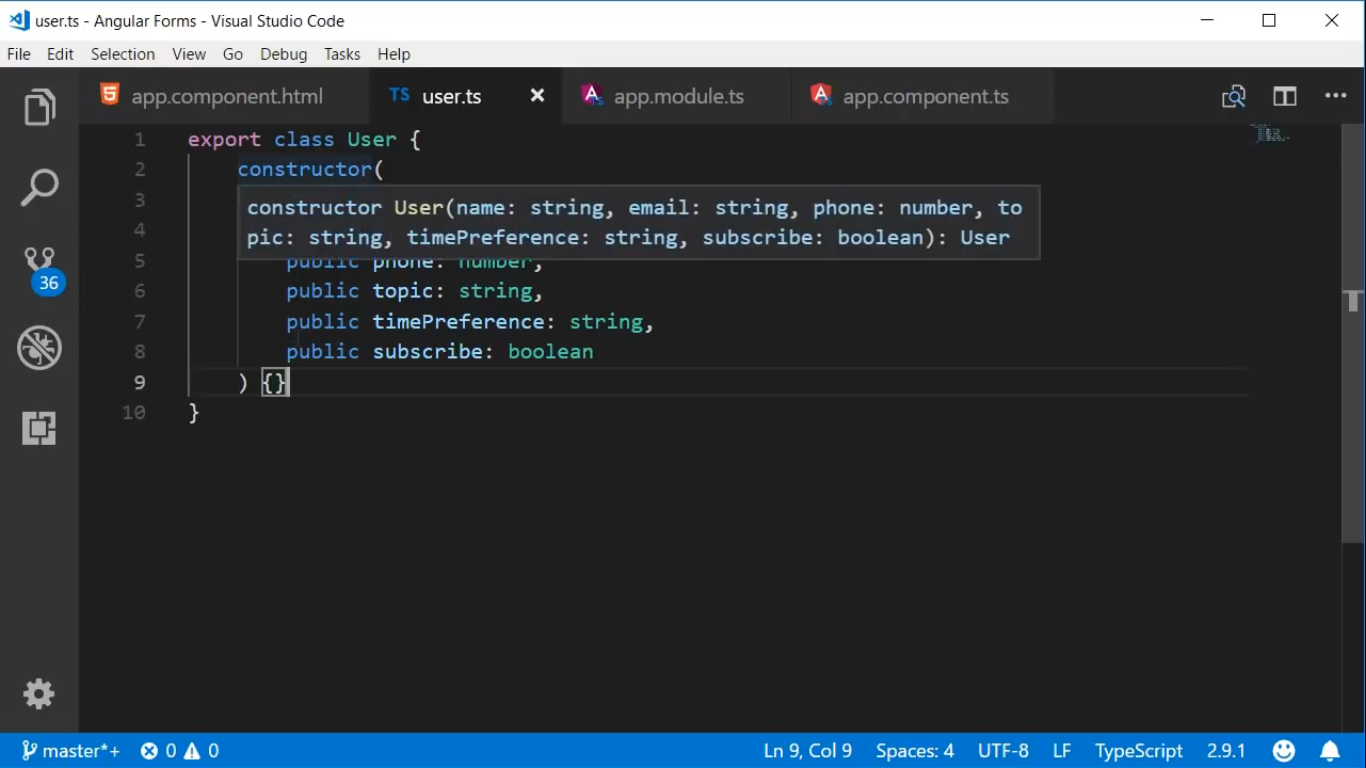 user.ts - Angular Forms - Visual Studio Code
File Edit Selection View Go Debug Tasks Help
app.component.html TS user.ts app.module.ts app.component.ts
1 export class User {
2 constructor(
3 constructor User(name: string, email: string, phone: number, to
4 pic: string, timePreference: string, subscribe: boolean): User
5 public phone: number,
6 public topic: string,
7 public timePreference: string,
8 public subscribe: boolean
9 ) {}
10 }
36
master*+ 0 0 Ln 9, Col 9 Spaces: 4 UTF-8 LF TypeScript 2.9.1